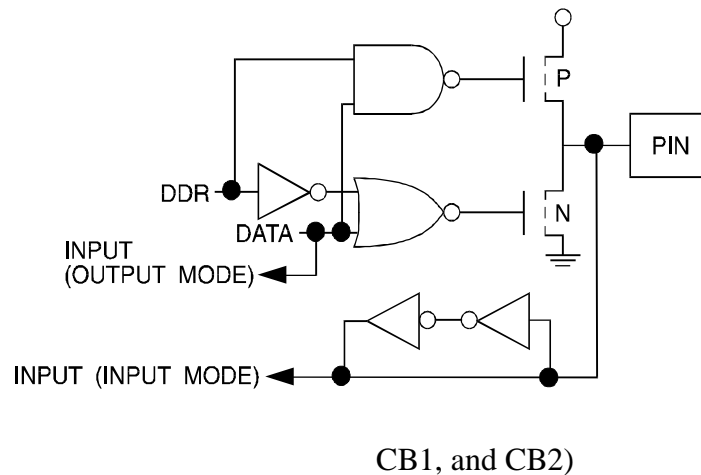 P
PIN
DDR
N
DATA
INPUT
(OUTPUT MODE)
INPUT (INPUT MODE)
CB1, and CB2)